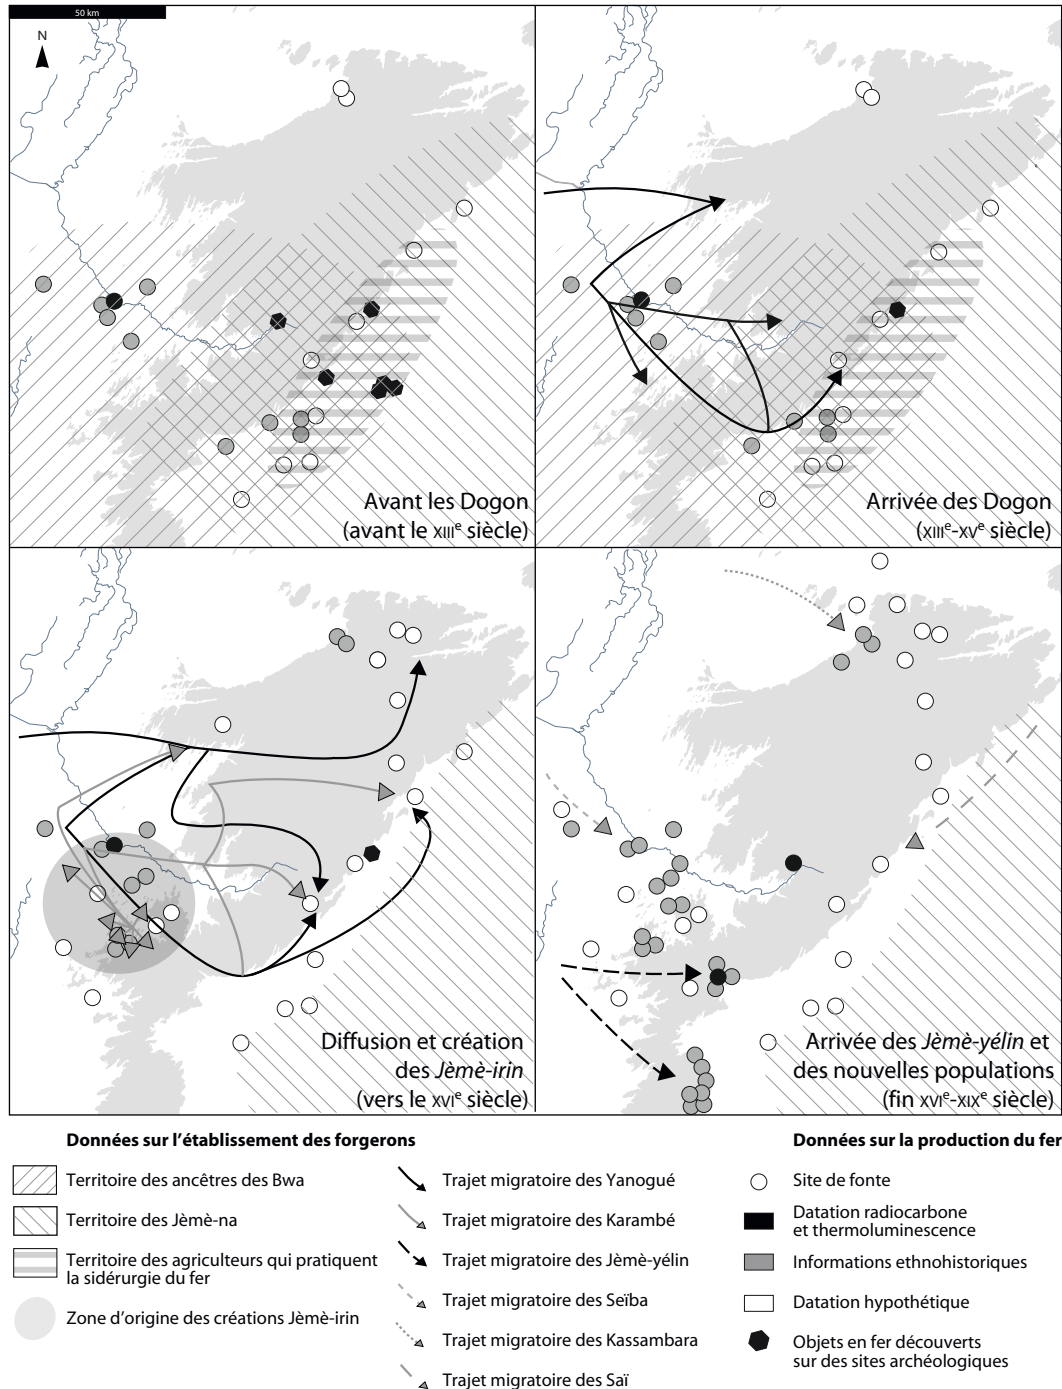 50 km
N
Avant les Dogon
(avant le XIIIe siècle)
Arrivée des Dogon
(XIIIe-XVe siècle)
Diffusion et création
des Jèmè-irin
(vers le XVIe siècle)
Arrivée des Jèmè-yélin et
des nouvelles populations
(fin XVIe-XIXe siècle)
Données sur l'établissement des forgerons
Territoire des ancêtres des Bwa
Territoire des Jèmè-na
Territoire des agriculteurs qui pratiquent
la sidérurgie du fer
Zone d'origine des créations Jèmè-irin
Trajet migratoire des Yanogué
Trajet migratoire des Karambé
Trajet migratoire des Jèmè-yélin
Trajet migratoire des Seïba
Trajet migratoire des Kassambara
Trajet migratoire des Saï
Données sur la production du fer
Site de fonte
Datation radiocarbone
et thermoluminescence
Informations ethnohistoriques
Datation hypothétique
Objets en fer découverts
sur des sites archéologiques